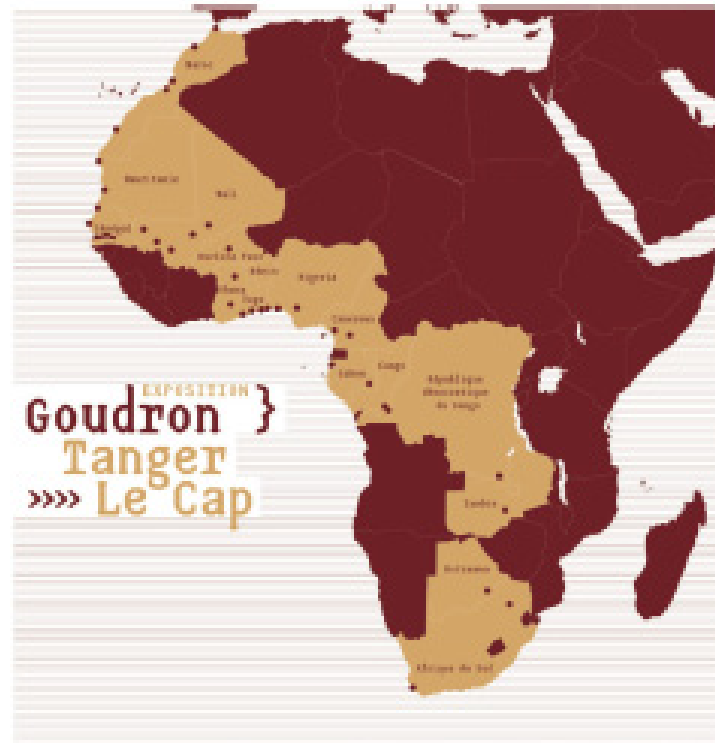 Maroc
Mauritanie
Mali
Sénégal
Burkina Faso
Bénin
Nigeria
Ghana
Togo
Cameroun
Gabon
Congo
République
démocratique
du Congo
EXPOSITION
Goudron }
Tanger
»»» Le Cap
Zambie
Botswana
Afrique du Sud